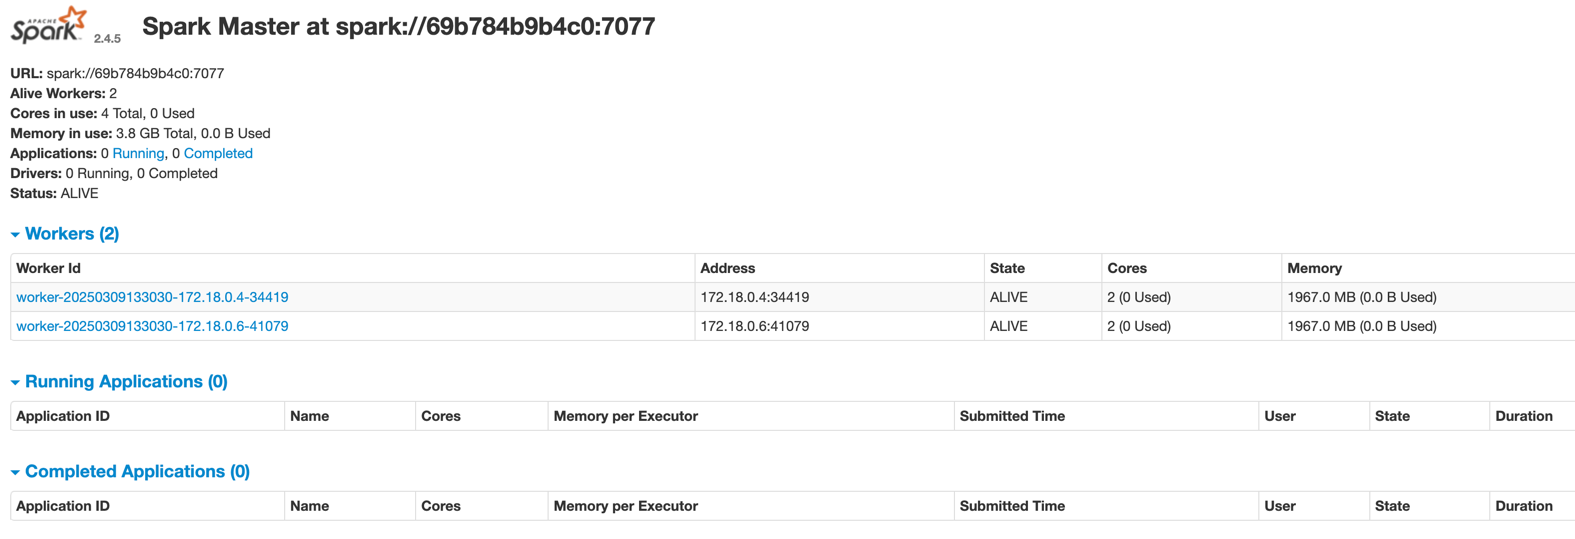 APACHE
Spark 2.4.5 Spark Master at spark://69b784b9b4c0:7077
URL: spark://69b784b9b4c0:7077
Alive Workers: 2
Cores in use: 4 Total, 0 Used
Memory in use: 3.8 GB Total, 0.0 B Used
Applications: 0 Running, 0 Completed
Drivers: 0 Running, 0 Completed
Status: ALIVE
Workers (2)
Worker Id Address State Cores Memory
worker-20250309133030-172.18.0.4-34419 172.18.0.4:34419 ALIVE 2 (0 Used) 1967.0 MB (0.0 B Used)
worker-20250309133030-172.18.0.6-41079 172.18.0.6:41079 ALIVE 2 (0 Used) 1967.0 MB (0.0 B Used)
Running Applications (0)
Application ID Name Cores Memory per Executor Submitted Time User State Duration
Completed Applications (0)
Application ID Name Cores Memory per Executor Submitted Time User State Duration